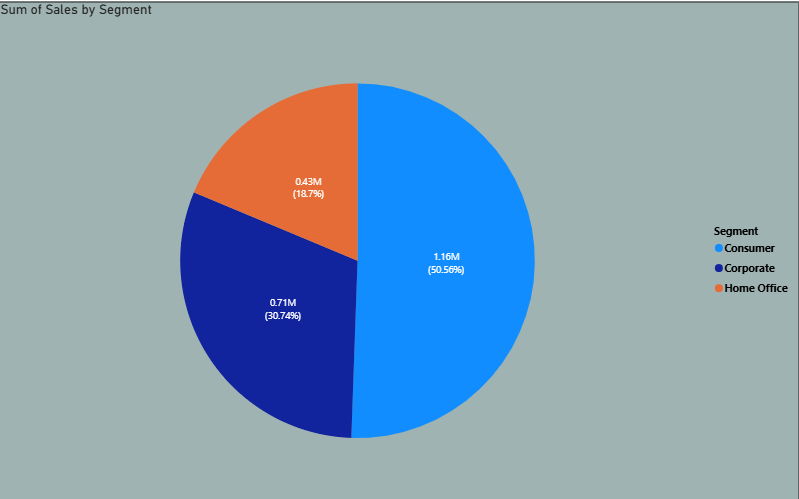 Sum of Sales by Segment
0.43M
(18.7%)
1.16M
(50.56%)
0.71M
(30.74%)
Segment
Consumer
Corporate
Home Office